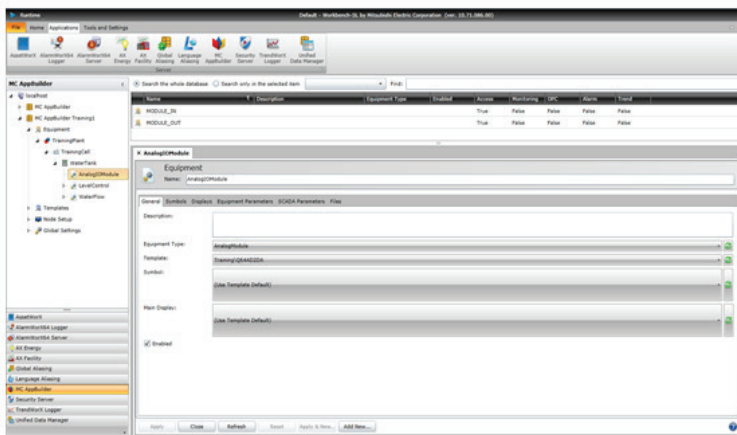 Runtime
Default - Workbench-SL by Mitsubishi Electric Corporation (ver. 10.71.086.00)
File Home Applications Tools and Settings
AssetWorX AlarmWorX64 Logger AlarmWorX64 Server AX Energy AX Facility Global Aliasing Language Aliasing MC AppBuilder Security Server TrendWorX Logger Unified Data Manager
Server
MC AppBuilder
Search the whole database Search only in the selected item Find:
localhost
Name Description Equipment Type Enabled Access Monitoring OPC Alarm Trend
MC AppBuilder
MODULE_IN True False False False False
MC AppBuilder Training1
MODULE_OUT True False False False False
Equipment
TrainingPlant
TrainingCell
WaterTank
AnalogIOModule
LevelControl
WaterFlow
Templates
Node Setup
Global Settings
AnalogIOModule
Equipment
Name: AnalogIOModule
General Symbols Displays Equipment Parameters SCADA Parameters Files
Description:
Equipment Type: AnalogModule
Template: Training\Q64AD2DA
Symbol: (Use Template Default)
Main Display: (Use Template Default)
Enabled
AssetWorX
AlarmWorX64 Logger
AlarmWorX64 Server
AX Energy
AX Facility
Global Aliasing
Language Aliasing
MC AppBuilder
Security Server
TrendWorX Logger
Unified Data Manager
Apply Close Refresh Reset Apply & New... Add New...